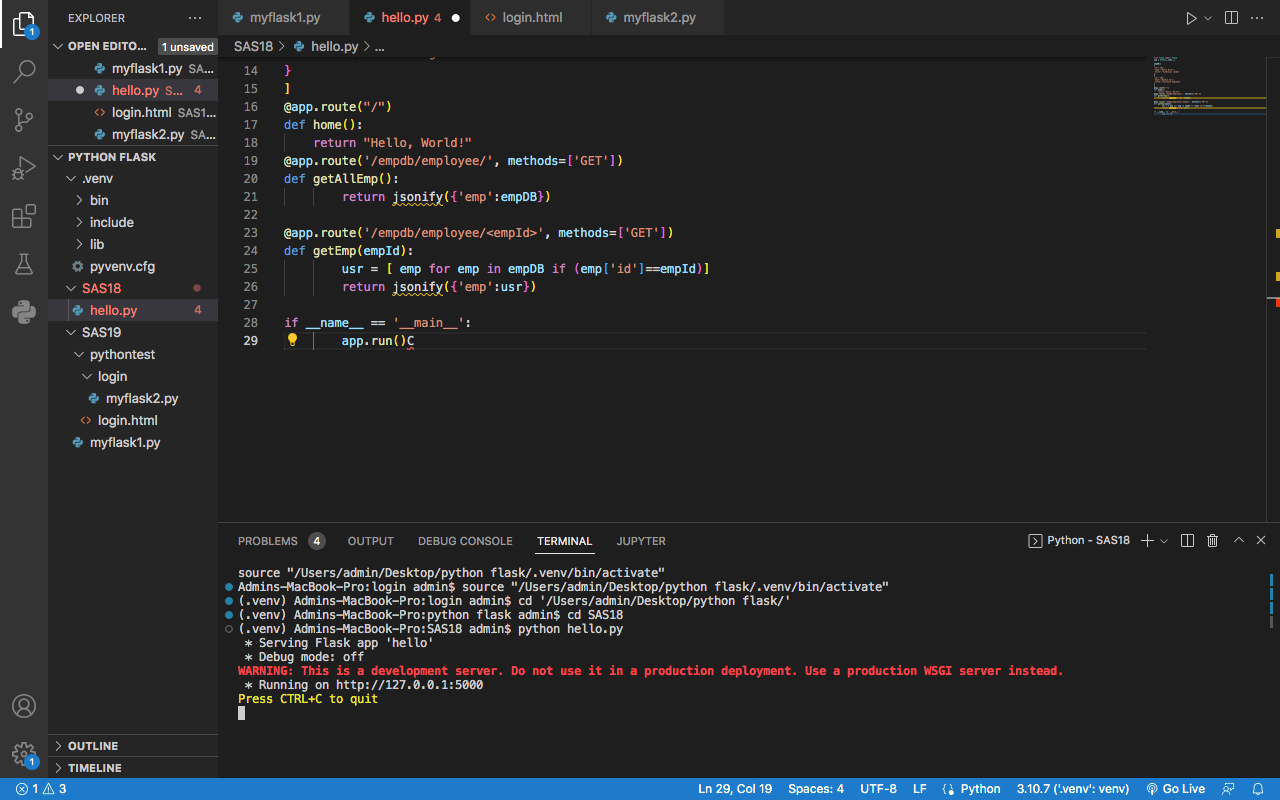 EXPLORER
OPEN EDITO... 1 unsaved
myflask1.py SA...
hello.py S... 4
login.html SAS1...
myflask2.py SA...
PYTHON FLASK
.venv
bin
include
lib
pyvenv.cfg
SAS18
hello.py 4
SAS19
pythontest
login
myflask2.py
login.html
myflask1.py
OUTLINE
TIMELINE
1
1
myflask1.py hello.py 4 login.html myflask2.py
SAS18 > hello.py > ...
14 }
15 ]
16 @app.route("/")
17 def home():
18 return "Hello, World!"
19 @app.route('/empdb/employee/', methods=['GET'])
20 def getAllEmp():
21 return jsonify({'emp':empDB})
22
23 @app.route('/empdb/employee/<empId>', methods=['GET'])
24 def getEmp(empId):
25 usr = [ emp for emp in empDB if (emp['id']==empId)]
26 return jsonify({'emp':usr})
27
28 if __name__ == '__main__':
29 app.run()C
PROBLEMS 4 OUTPUT DEBUG CONSOLE TERMINAL JUPYTER Python - SAS18
source "/Users/admin/Desktop/python flask/.venv/bin/activate"
Admins-MacBook-Pro:login admin$ source "/Users/admin/Desktop/python flask/.venv/bin/activate"
(.venv) Admins-MacBook-Pro:login admin$ cd '/Users/admin/Desktop/python flask/'
(.venv) Admins-MacBook-Pro:python flask admin$ cd SAS18
(.venv) Admins-MacBook-Pro:SAS18 admin$ python hello.py
* Serving Flask app 'hello'
* Debug mode: off
WARNING: This is a development server. Do not use it in a production deployment. Use a production WSGI server instead.
* Running on http://127.0.0.1:5000
Press CTRL+C to quit
1 3 Ln 29, Col 19 Spaces: 4 UTF-8 LF Python 3.10.7 ('.venv': venv) Go Live